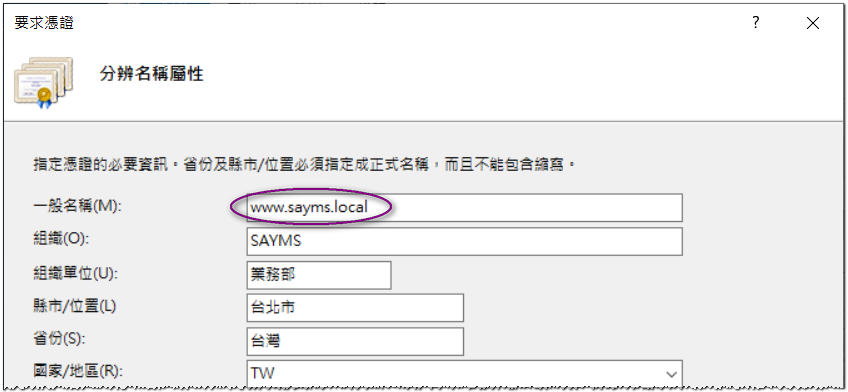 要求憑證
?
分辨名稱屬性
指定憑證的必要資訊。省份及縣市/位置必須指定成正式名稱，而且不能包含縮寫。
一般名稱(M): www.sayms.local
組織(O): SAYMS
組織單位(U): 業務部
縣市/位置(L) 台北市
省份(S): 台灣
國家/地區(R): TW